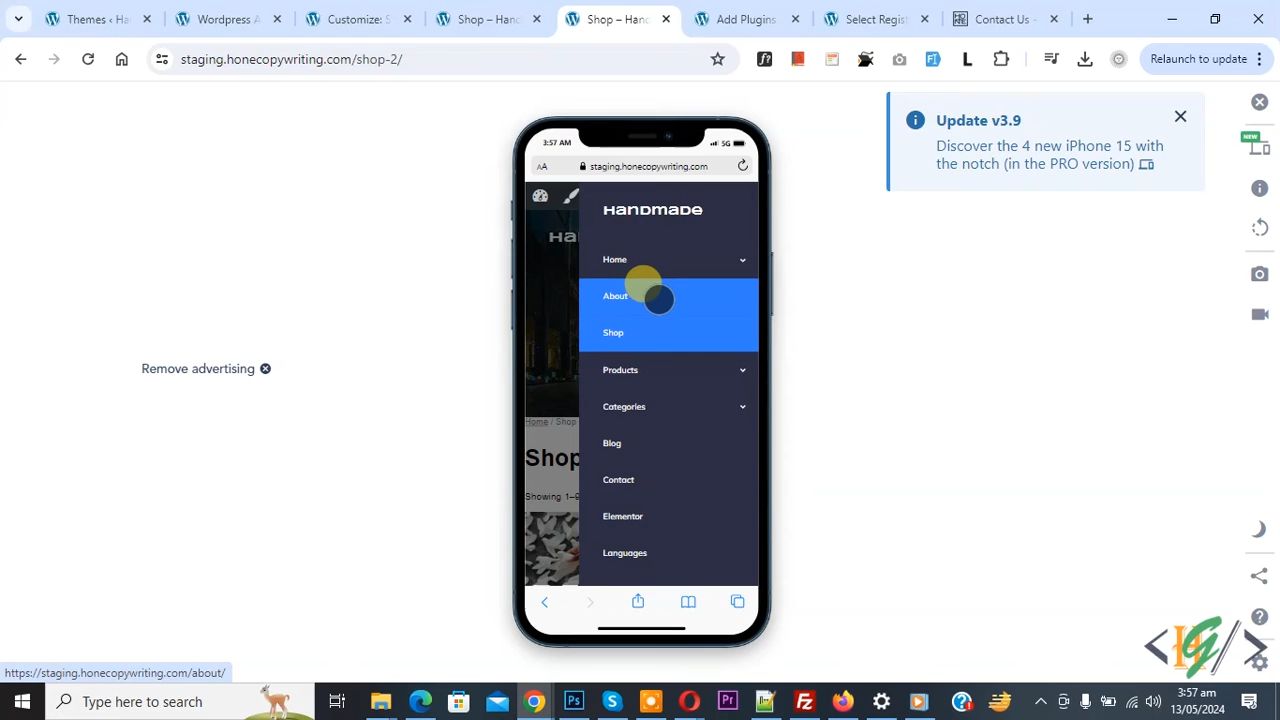 Themes ‹ Ha
Wordpress A
Customize: S
Shop – Hand
Shop – Hand
Add Plugins
Select Regist
Contact Us -
staging.honecopywriting.com/shop-2/
Relaunch to update
Update v3.9
Discover the 4 new iPhone 15 with
the notch (in the PRO version)
NEW
3:57 AM
5G
AA
staging.honecopywriting.com
HANDMADE
HA
Home
About
Shop
Products
Categories
Blog
Contact
Elementor
Languages
Home / Shop
Shop
Showing 1–9
Remove advertising
https://staging.honecopywriting.com/about/
Type here to search
3:57 am
13/05/2024